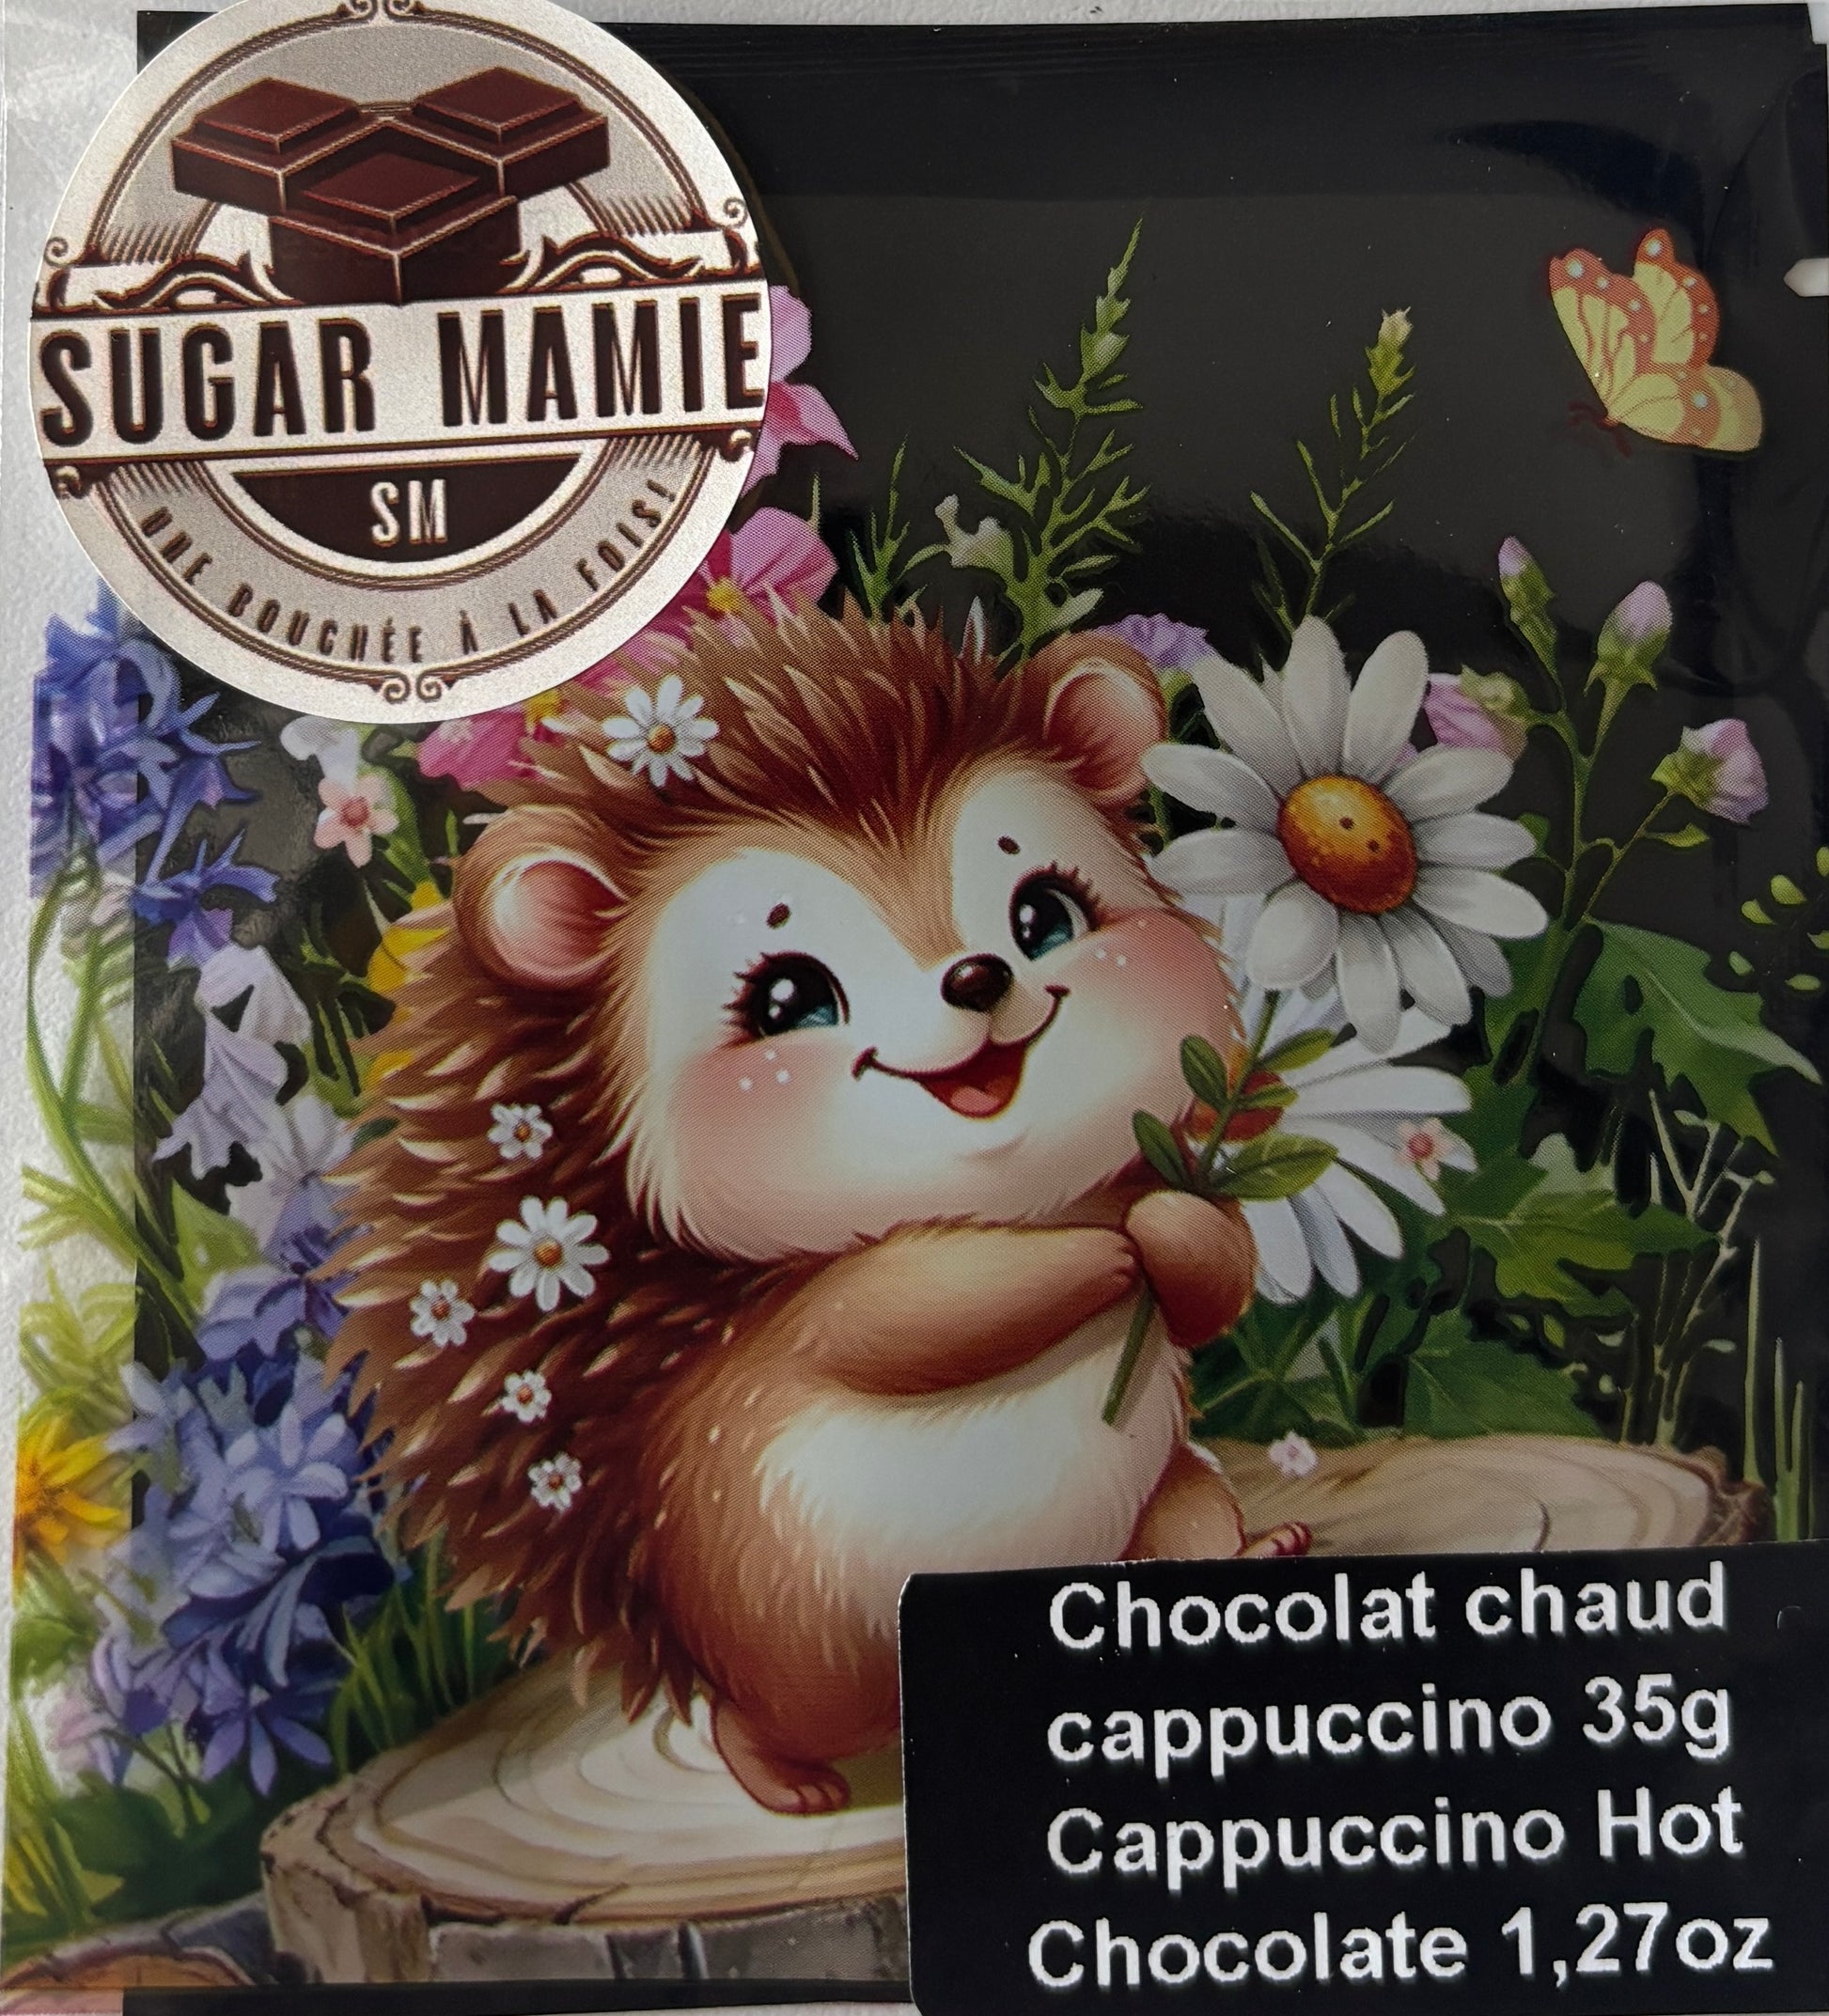 SUGAR MAMIE
SM
UNE BOUCHÉE À LA FOIS!
Chocolat chaud
cappuccino 35g
Cappuccino Hot
Chocolate 1,27oz